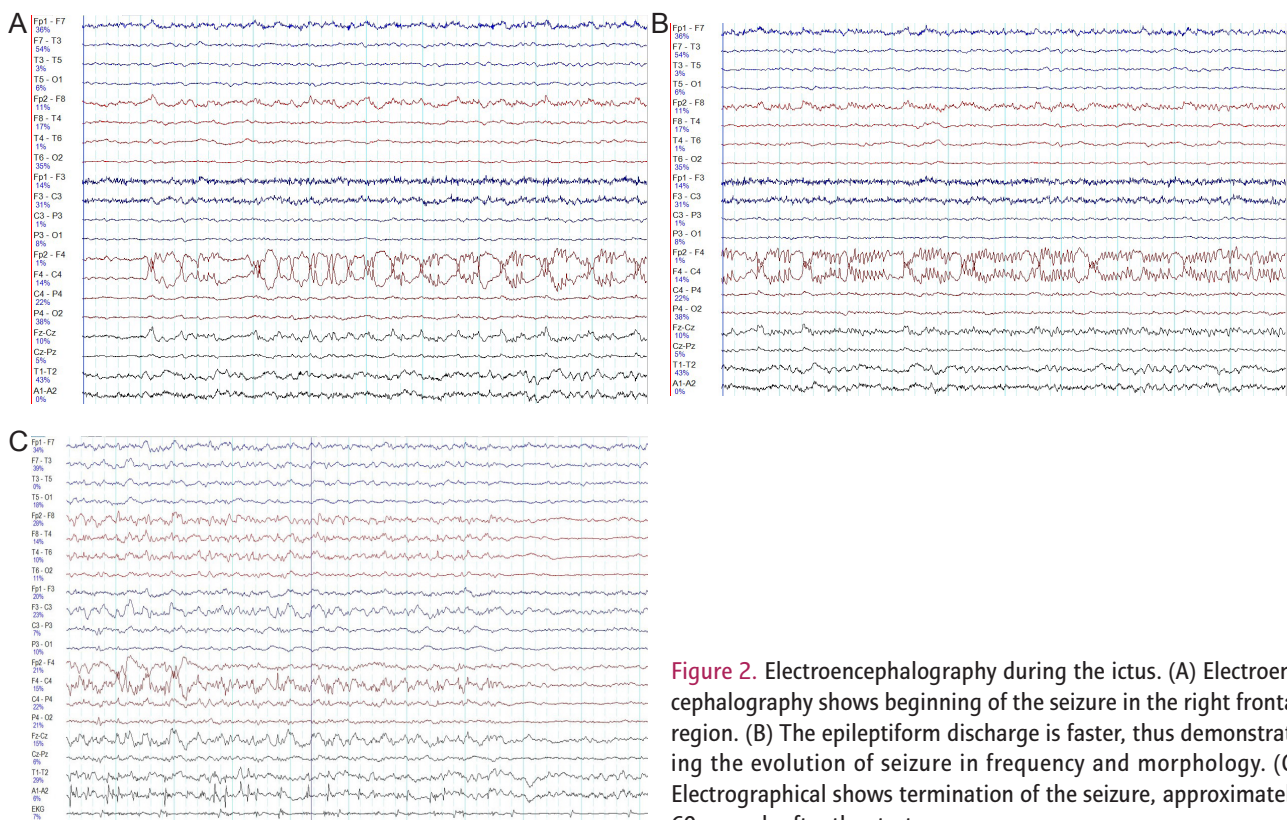 A
Fp1 - F7
36%
F7 - T3
54%
T3 - T5
3%
T5 - O1
6%
Fp2 - F8
11%
F8 - T4
17%
T4 - T6
1%
T6 - O2
35%
Fp1 - F3
14%
F3 - C3
31%
C3 - P3
1%
P3 - O1
8%
Fp2 - F4
1%
F4 - C4
14%
C4 - P4
22%
P4 - O2
38%
Fz-Cz
10%
Cz-Pz
5%
T1-T2
43%
A1-A2
0%
B
Fp1 - F7
36%
F7 - T3
54%
T3 - T5
3%
T5 - O1
6%
Fp2 - F8
11%
F8 - T4
17%
T4 - T6
1%
T6 - O2
35%
Fp1 - F3
14%
F3 - C3
31%
C3 - P3
1%
P3 - O1
8%
Fp2 - F4
1%
F4 - C4
14%
C4 - P4
22%
P4 - O2
38%
Fz-Cz
10%
Cz-Pz
5%
T1-T2
43%
A1-A2
0%
C
Fp1 - F7
34%
F7 - T3
39%
T3 - T5
0%
T5 - O1
18%
Fp2 - F8
28%
F8 - T4
14%
T4 - T6
10%
T6 - O2
11%
Fp1 - F3
20%
F3 - C3
23%
C3 - P3
7%
P3 - O1
10%
Fp2 - F4
21%
F4 - C4
15%
C4 - P4
22%
P4 - O2
21%
Fz-Cz
15%
Cz-Pz
6%
T1-T2
29%
A1-A2
6%
EKG
7%
Figure 2. Electroencephalography during the ictus. (A) Electroen-
cephalography shows beginning of the seizure in the right fronta
region. (B) The epileptiform discharge is faster, thus demonstrat
ing the evolution of seizure in frequency and morphology. (C
Electrographical shows termination of the seizure, approximate